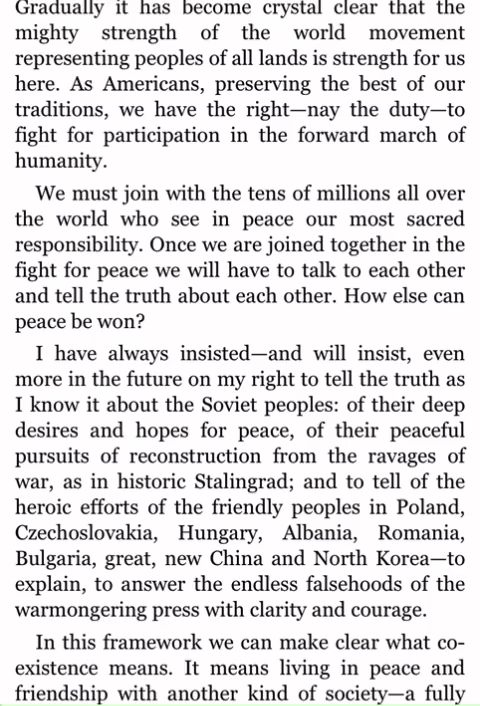 Gradually it has become crystal clear that the
mighty strength of the world movement
representing peoples of all lands is strength for us
here. As Americans, preserving the best of our
traditions, we have the right—nay the duty—to
fight for participation in the forward march of
humanity.
We must join with the tens of millions all over
the world who see in peace our most sacred
responsibility. Once we are joined together in the
fight for peace we will have to talk to each other
and tell the truth about each other. How else can
peace be won?
I have always insisted—and will insist, even
more in the future on my right to tell the truth as
I know it about the Soviet peoples: of their deep
desires and hopes for peace, of their peaceful
pursuits of reconstruction from the ravages of
war, as in historic Stalingrad; and to tell of the
heroic efforts of the friendly peoples in Poland,
Czechoslovakia, Hungary, Albania, Romania,
Bulgaria, great, new China and North Korea—to
explain, to answer the endless falsehoods of the
warmongering press with clarity and courage.
In this framework we can make clear what co-
existence means. It means living in peace and
friendship with another kind of society—a fully